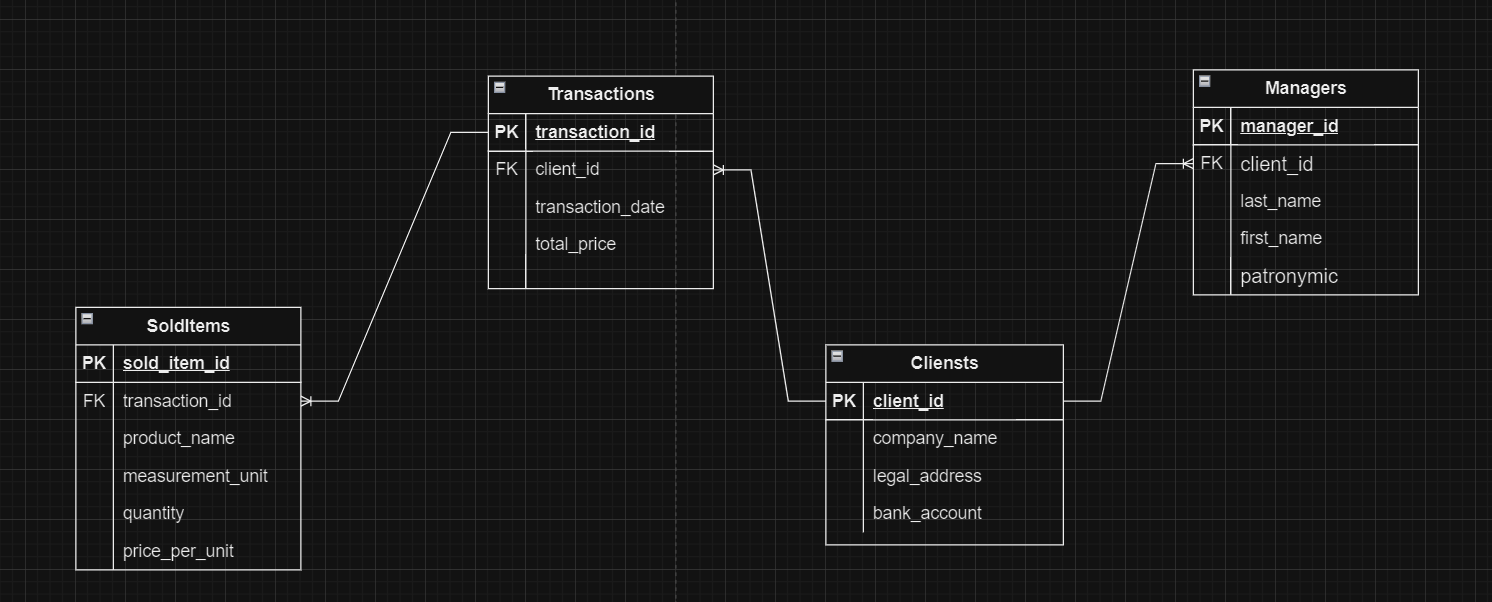 Transactions
PK transaction_id
FK client_id
transaction_date
total_price
Managers
PK manager_id
FK client_id
last_name
first_name
patronymic
SoldItems
PK sold_item_id
FK transaction_id
product_name
measurement_unit
quantity
price_per_unit
Cliensts
PK client_id
company_name
legal_address
bank_account